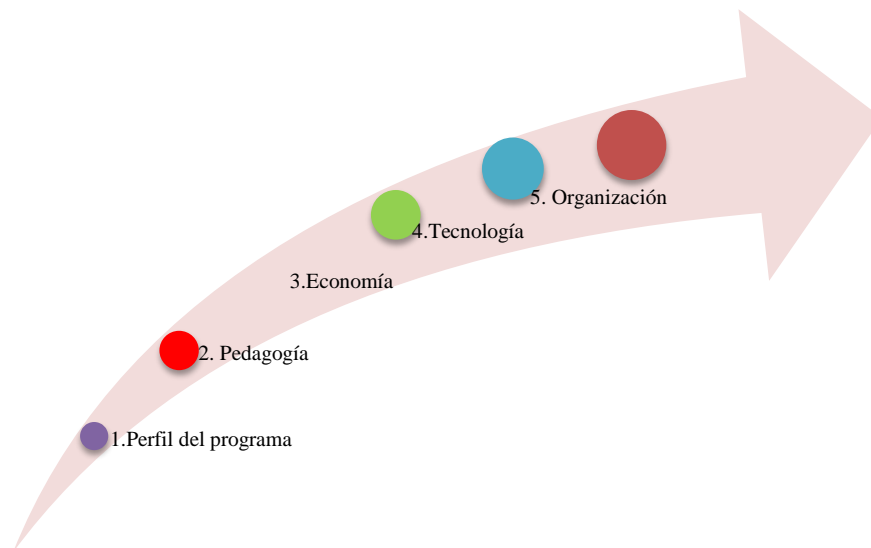 1.Perfil del programa
2. Pedagogía
3.Economía
4.Tecnología
5. Organización